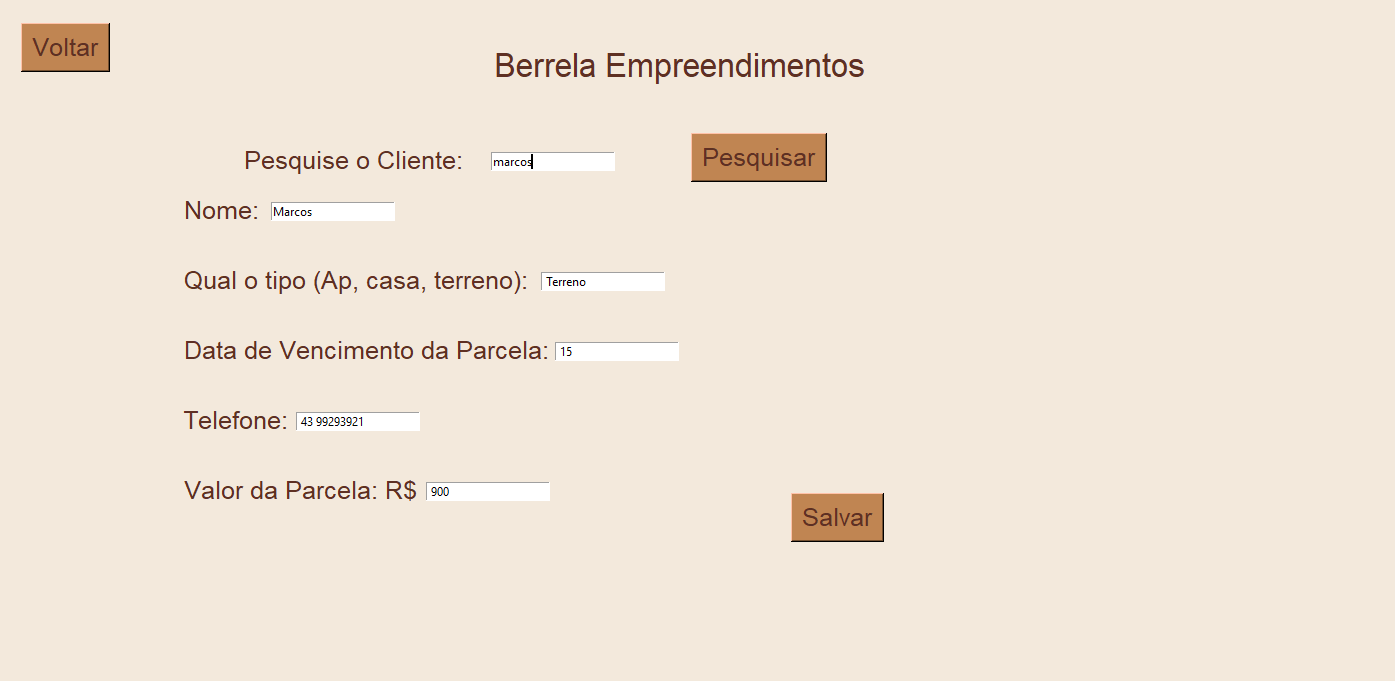 Voltar
Berrela Empreendimentos
Pesquise o Cliente: marcos Pesquisar
Nome: Marcos
Qual o tipo (Ap, casa, terreno): Terreno
Data de Vencimento da Parcela: 15
Telefone: 43 99293921
Valor da Parcela: R$ 900
Salvar